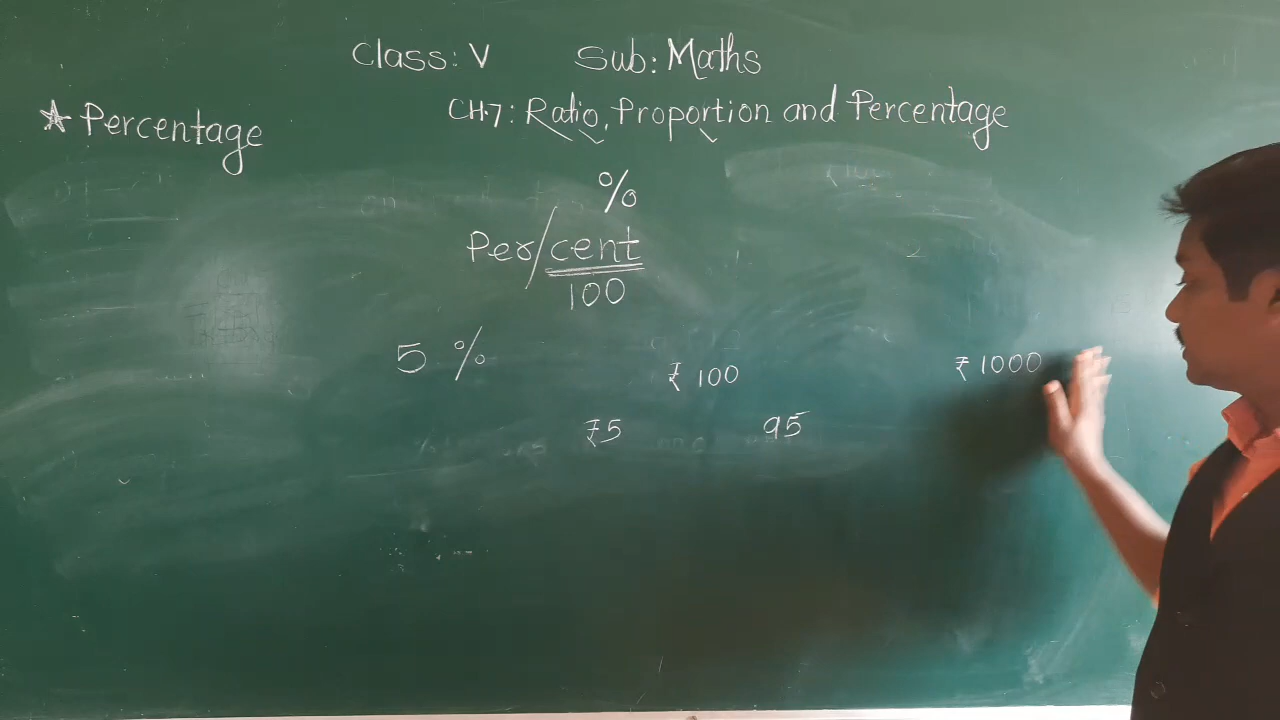 Class: V Sub: Maths
CH.7: Ratio, Proportion and Percentage
★ Percentage
%
Per/cent
100
5 % ₹ 100 ₹ 1000
₹5 95